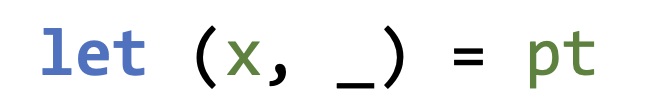 let (x, _) = pt